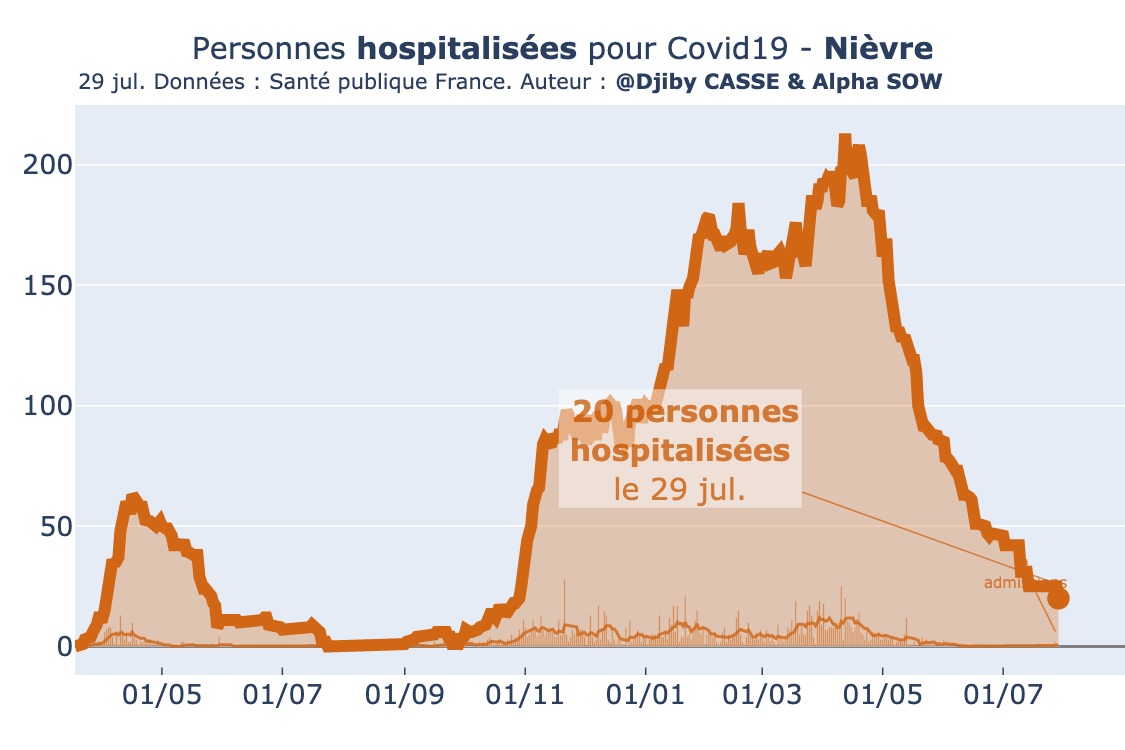 Personnes hospitalisées pour Covid19 - Nièvre
29 jul. Données : Santé publique France. Auteur : @Djiby CASSE & Alpha SOW
200
150
100
50
0
20 personnes
hospitalisées
le 29 jul.
01/05 01/07 01/09 01/11 01/01 01/03 01/05 01/07